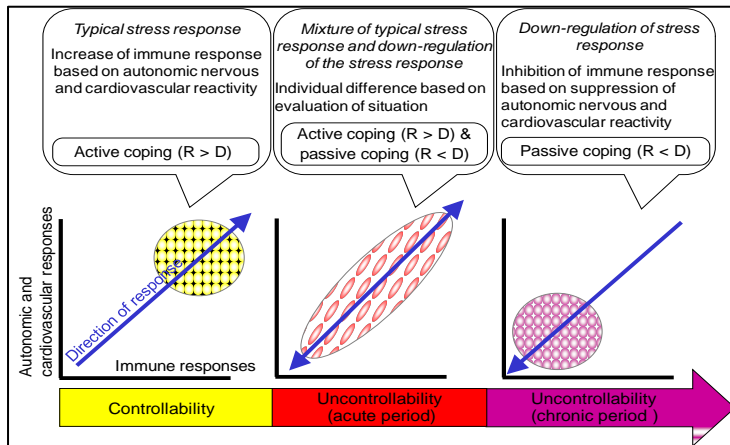 Typical stress response
Increase of immune response
based on autonomic nervous
and cardiovascular reactivity
Active coping (R > D)
Mixture of typical stress
response and down-regulation
of the stress response
Individual difference based on
evaluation of situation
Active coping (R > D) &
passive coping (R < D)
Down-regulation of stress
response
Inhibition of immune response
based on suppression of
autonomic nervous and
cardiovascular reactivity
Passive coping (R < D)
Autonomic and
cardiovascular responses
Direction of response
Immune responses
Controllability
Uncontrollability
(acute period)
Uncontrollability
(chronic period )